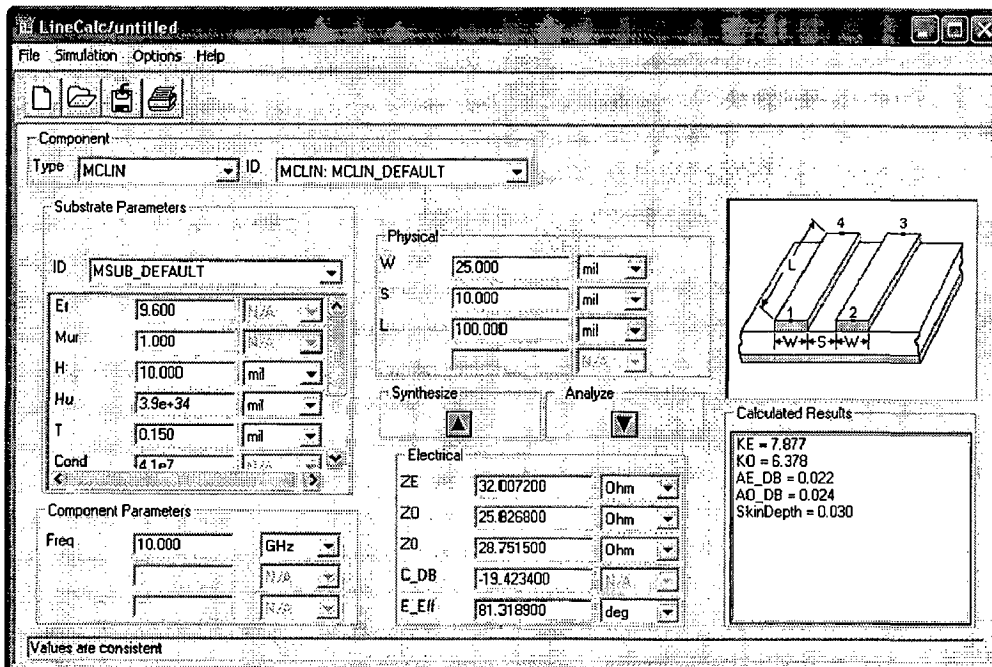 LineCalc/untitled
File Simulation Options Help
Component
Type MCLIN ID MCLIN: MCLIN_DEFAULT
Substrate Parameters
ID MSUB_DEFAULT
Er 9.600 N/A
Mur 1.000 N/A
H 10.000 mil
Hu 3.9e+34 mil
T 0.150 mil
Cond 4.1e7 N/A
Component Parameters
Freq 10.000 GHz
N/A
N/A
Physical
W 25.000 mil
S 10.000 mil
L 100.000 mil
N/A
Synthesize Analyze
Electrical
ZE 32.007200 Ohm
ZO 25.826800 Ohm
Z0 28.751500 Ohm
C_DB -19.423400 N/A
E_Eff 81.318900 deg
4 3
L
1 2
W S W
Calculated Results
KE = 7.877
KO = 6.378
AE_DB = 0.022
AO_DB = 0.024
SkinDepth = 0.030
Values are consistent